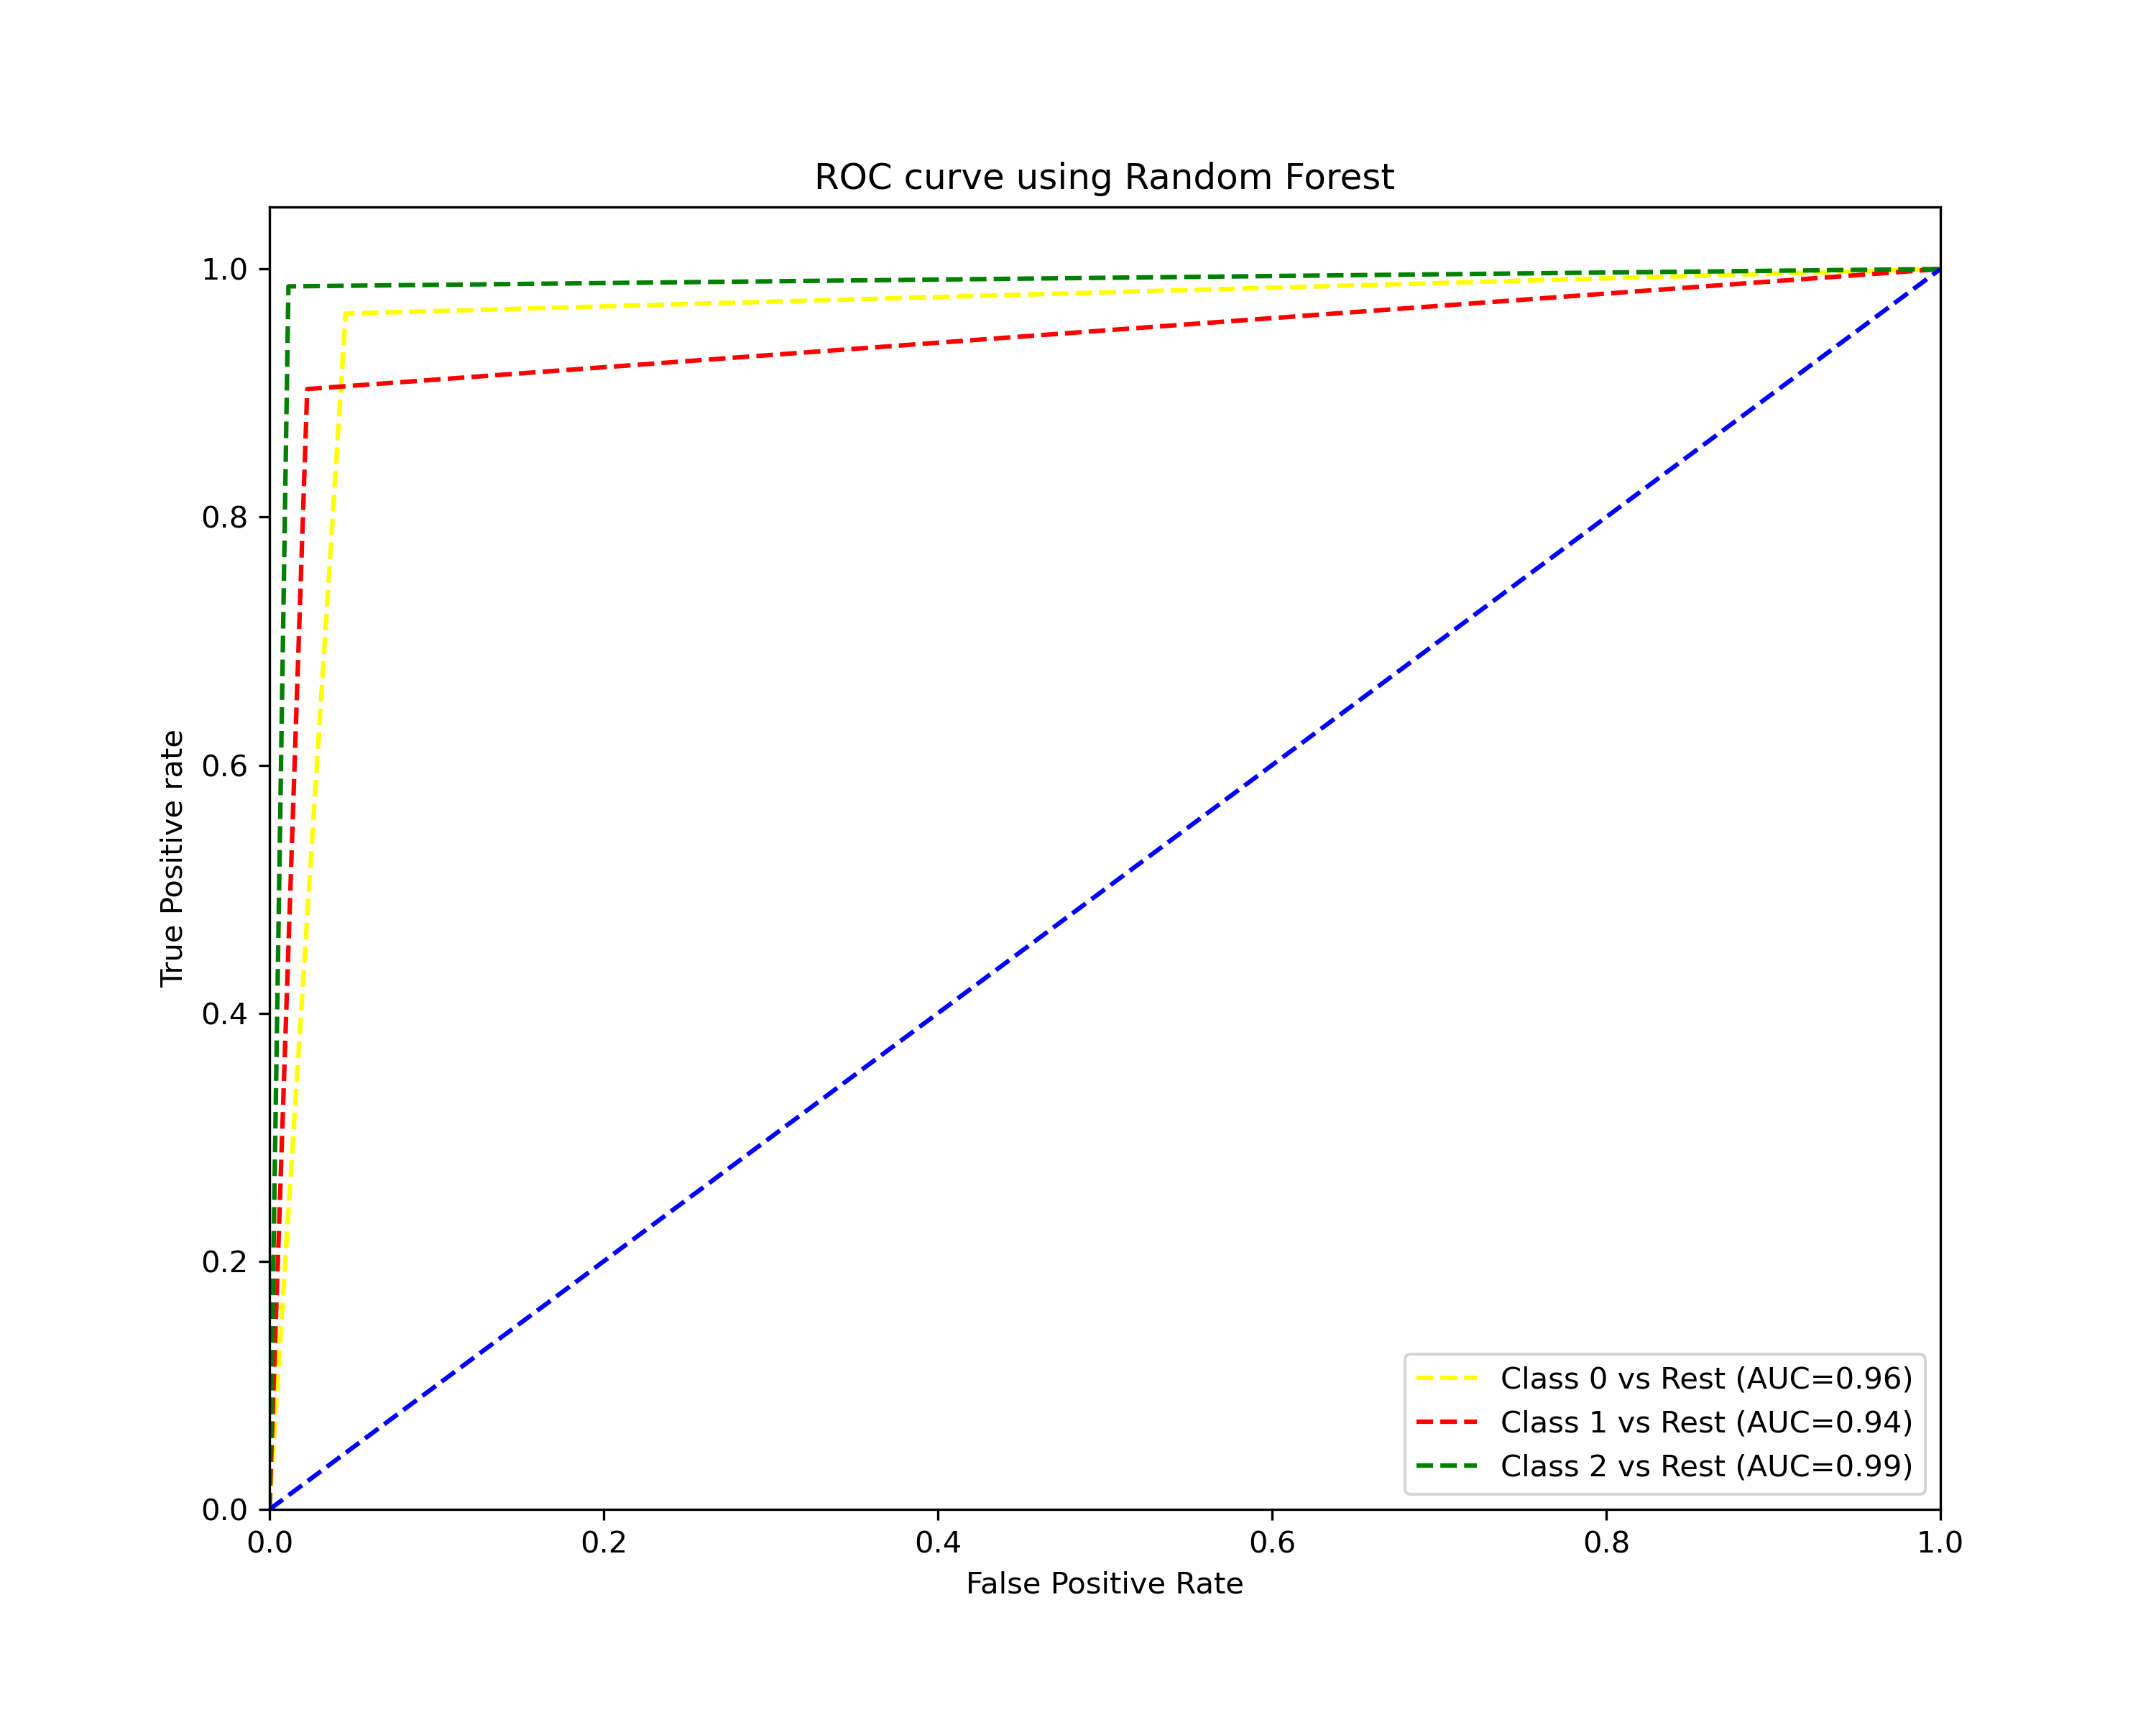 ROC curve using Random Forest
True Positive rate
1.0
0.8
0.6
0.4
0.2
0.0
0.0 0.2 0.4 0.6 0.8 1.0
False Positive Rate
Class 0 vs Rest (AUC=0.96)
Class 1 vs Rest (AUC=0.94)
Class 2 vs Rest (AUC=0.99)